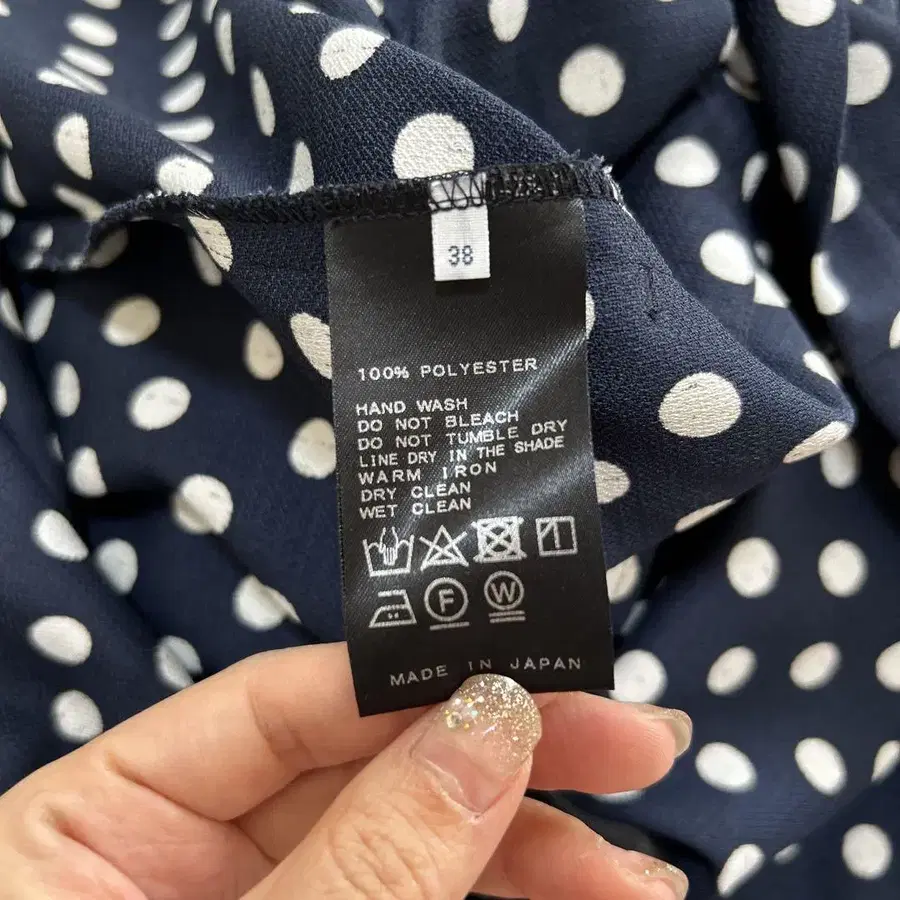 38
100% POLYESTER
HAND WASH
DO NOT BLEACH
DO NOT TUMBLE DRY
LINE DRY IN THE SHADE
WARM IRON
DRY CLEAN
WET CLEAN
F W
MADE IN JAPAN